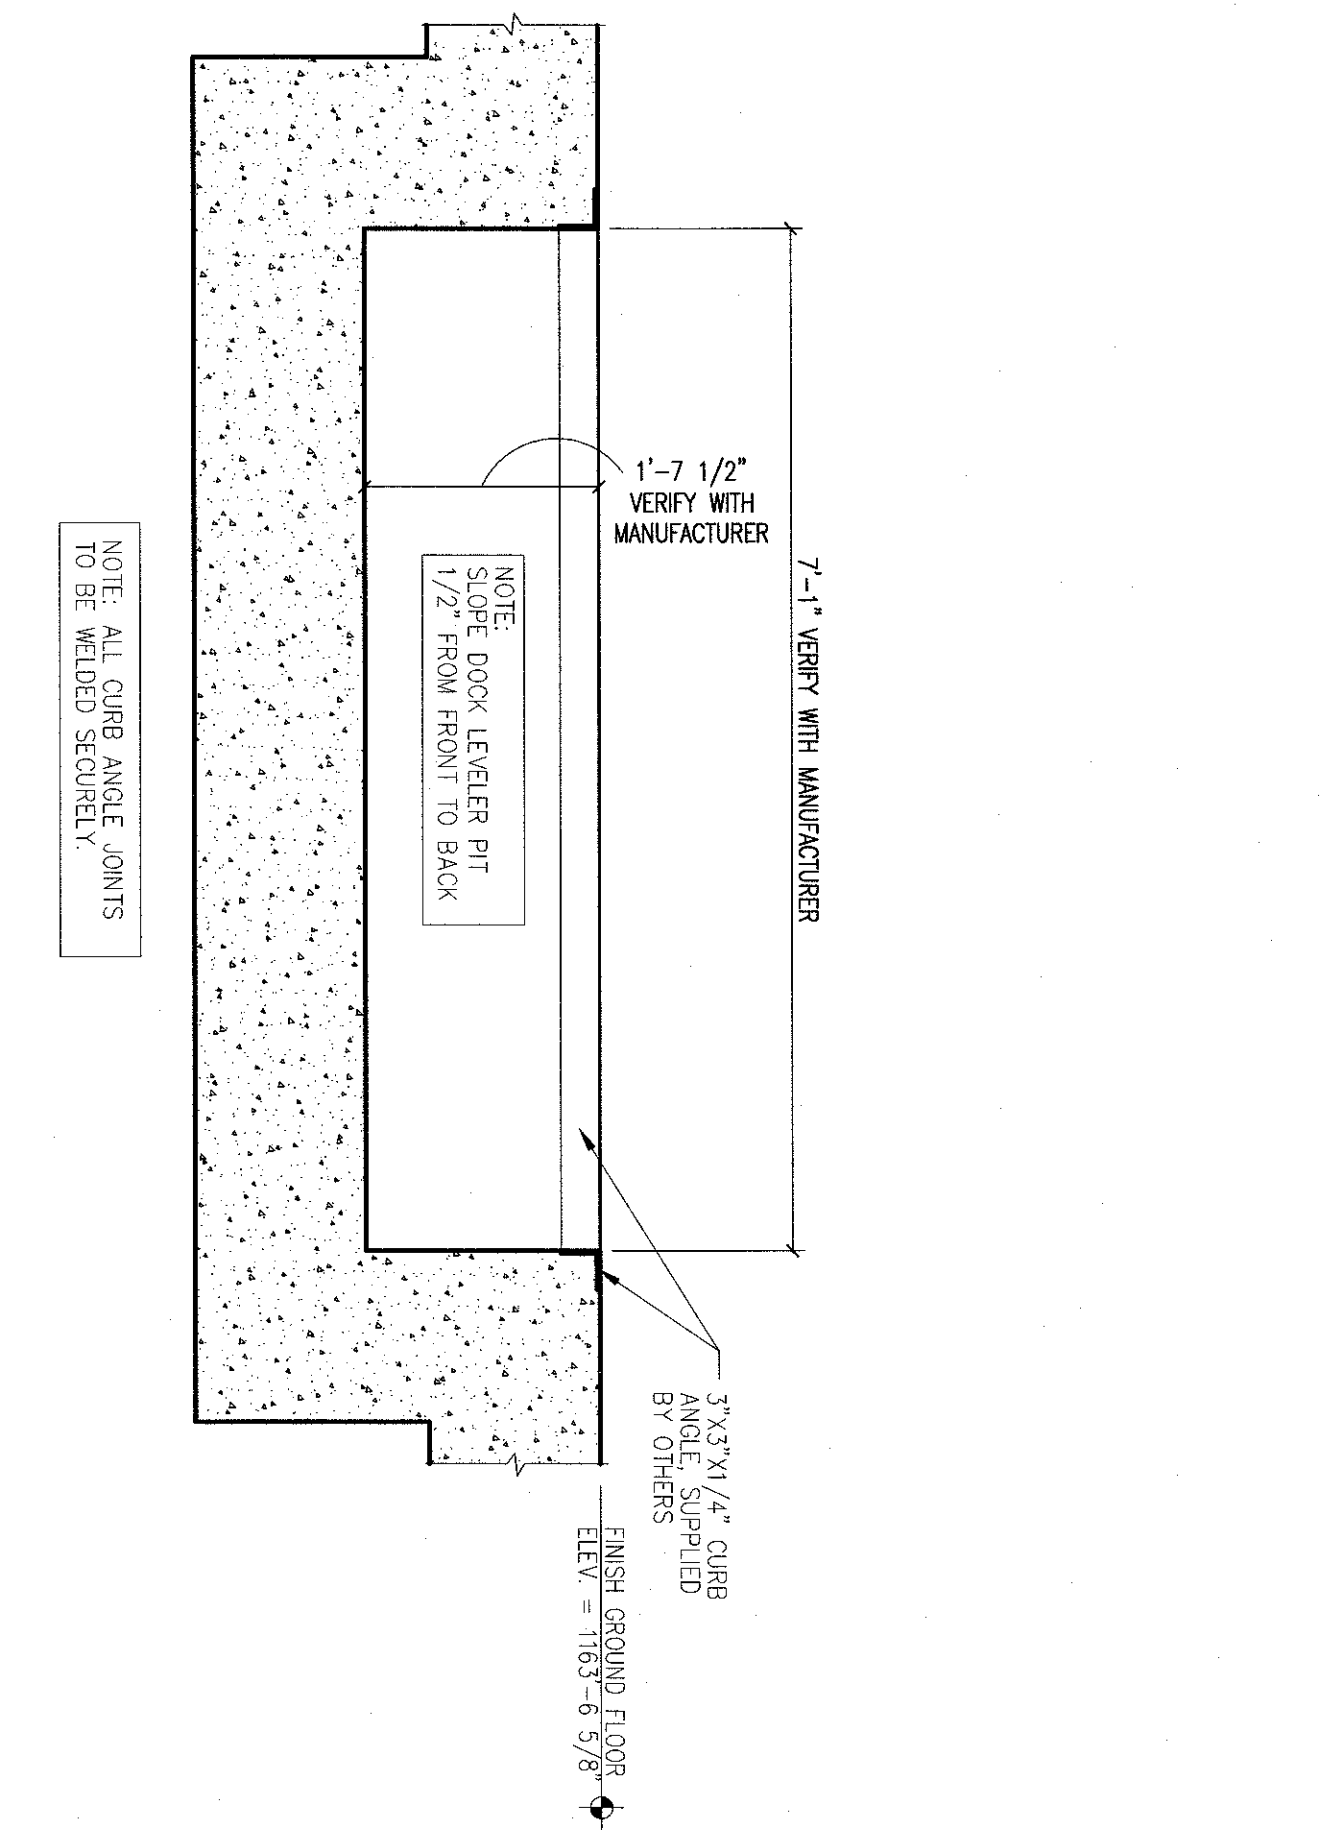 7'-1" VERIFY WITH MANUFACTURER
1'-7 1/2"
VERIFY WITH
MANUFACTURER
3"X3"X1/4" CURB
ANGLE, SUPPLIED
BY OTHERS
FINISH GROUND FLOOR
ELEV. = 1163'-6 5/8"
NOTE:
SLOPE DOCK LEVELER PIT
1/2" FROM FRONT TO BACK
NOTE: ALL CURB ANGLE JOINTS
TO BE WELDED SECURELY.